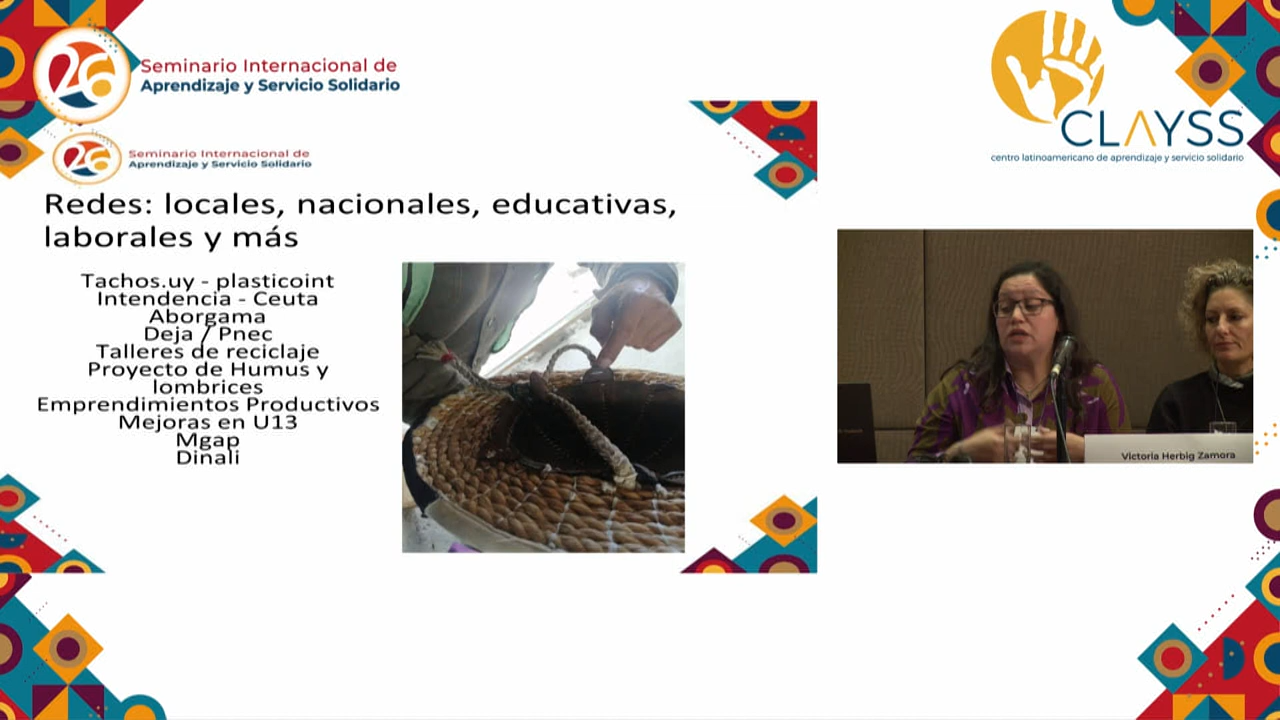 26
Seminario Internacional de
Aprendizaje y Servicio Solidario
CLAYSS
centro latinoamericano de aprendizaje y servicio solidario
26
Seminario Internacional de
Aprendizaje y Servicio Solidario
Redes: locales, nacionales, educativas,
laborales y más
Tachos.uy - plasticoint
Intendencia - Ceuta
Aborgama
Deja / Pnec
Talleres de reciclaje
Proyecto de Humus y
lombrices
Emprendimientos Productivos
Mejoras en U13
Mgap
Dinali
Victoria Herbig Zamora